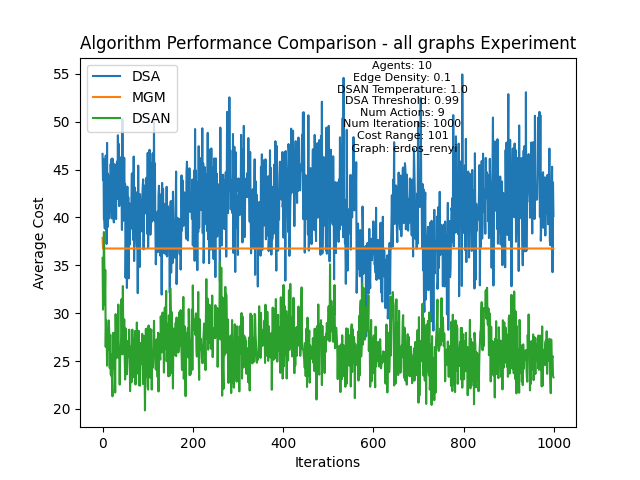 Algorithm Performance Comparison - all graphs Experiment
DSA
MGM
DSAN
Agents: 10
Edge Density: 0.1
DSAN Temperature: 1.0
DSA Threshold: 0.99
Num Actions: 9
Num Iterations: 1000
Cost Range: 101
Graph: erdos_renyi
55
50
45
40
35
30
25
20
Average Cost
0 200 400 600 800 1000
Iterations